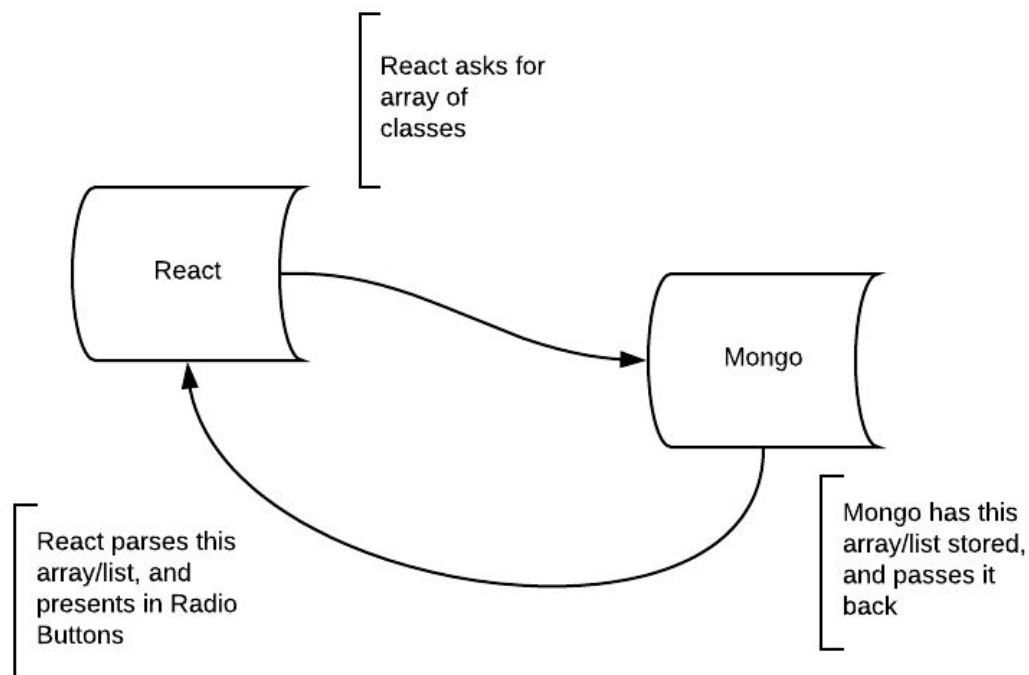 React asks for
array of
classes
React
Mongo
React parses this
array/list, and
presents in Radio
Buttons
Mongo has this
array/list stored,
and passes it
back